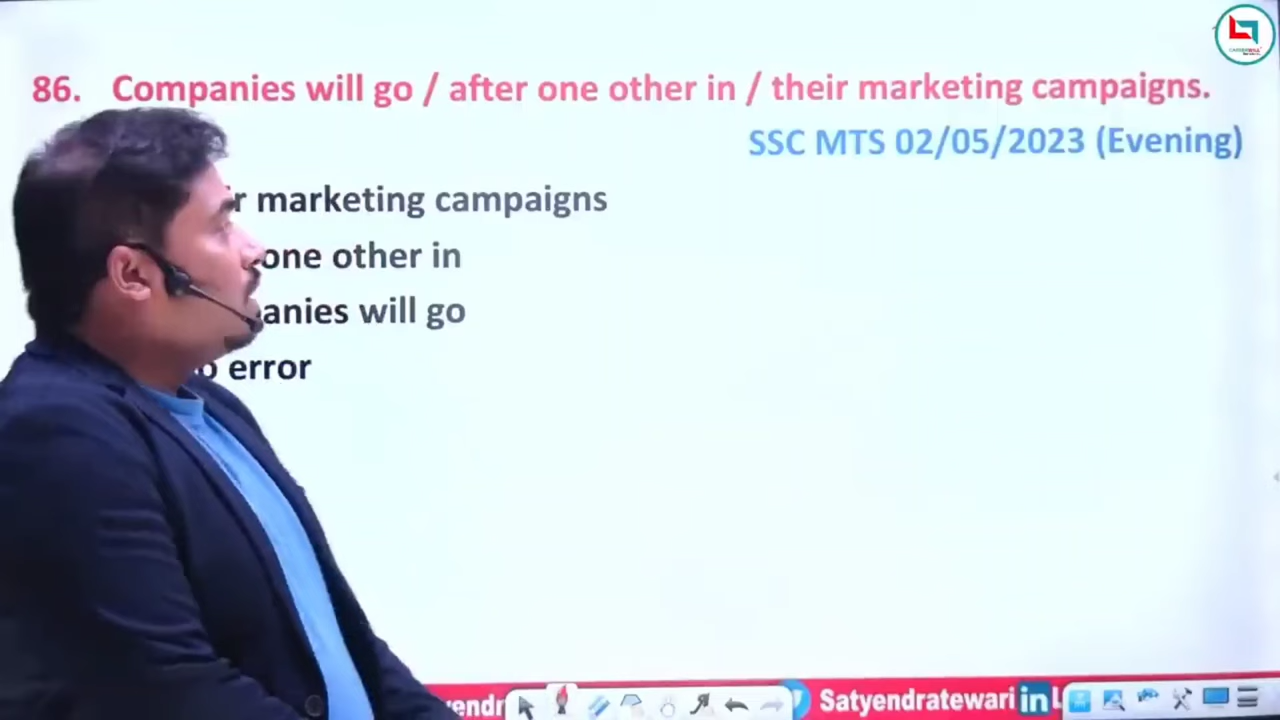 86. Companies will go / after one other in / their marketing campaigns.
SSC MTS 02/05/2023 (Evening)
marketing campaigns
one other in
will go
error
Satyendratewari in